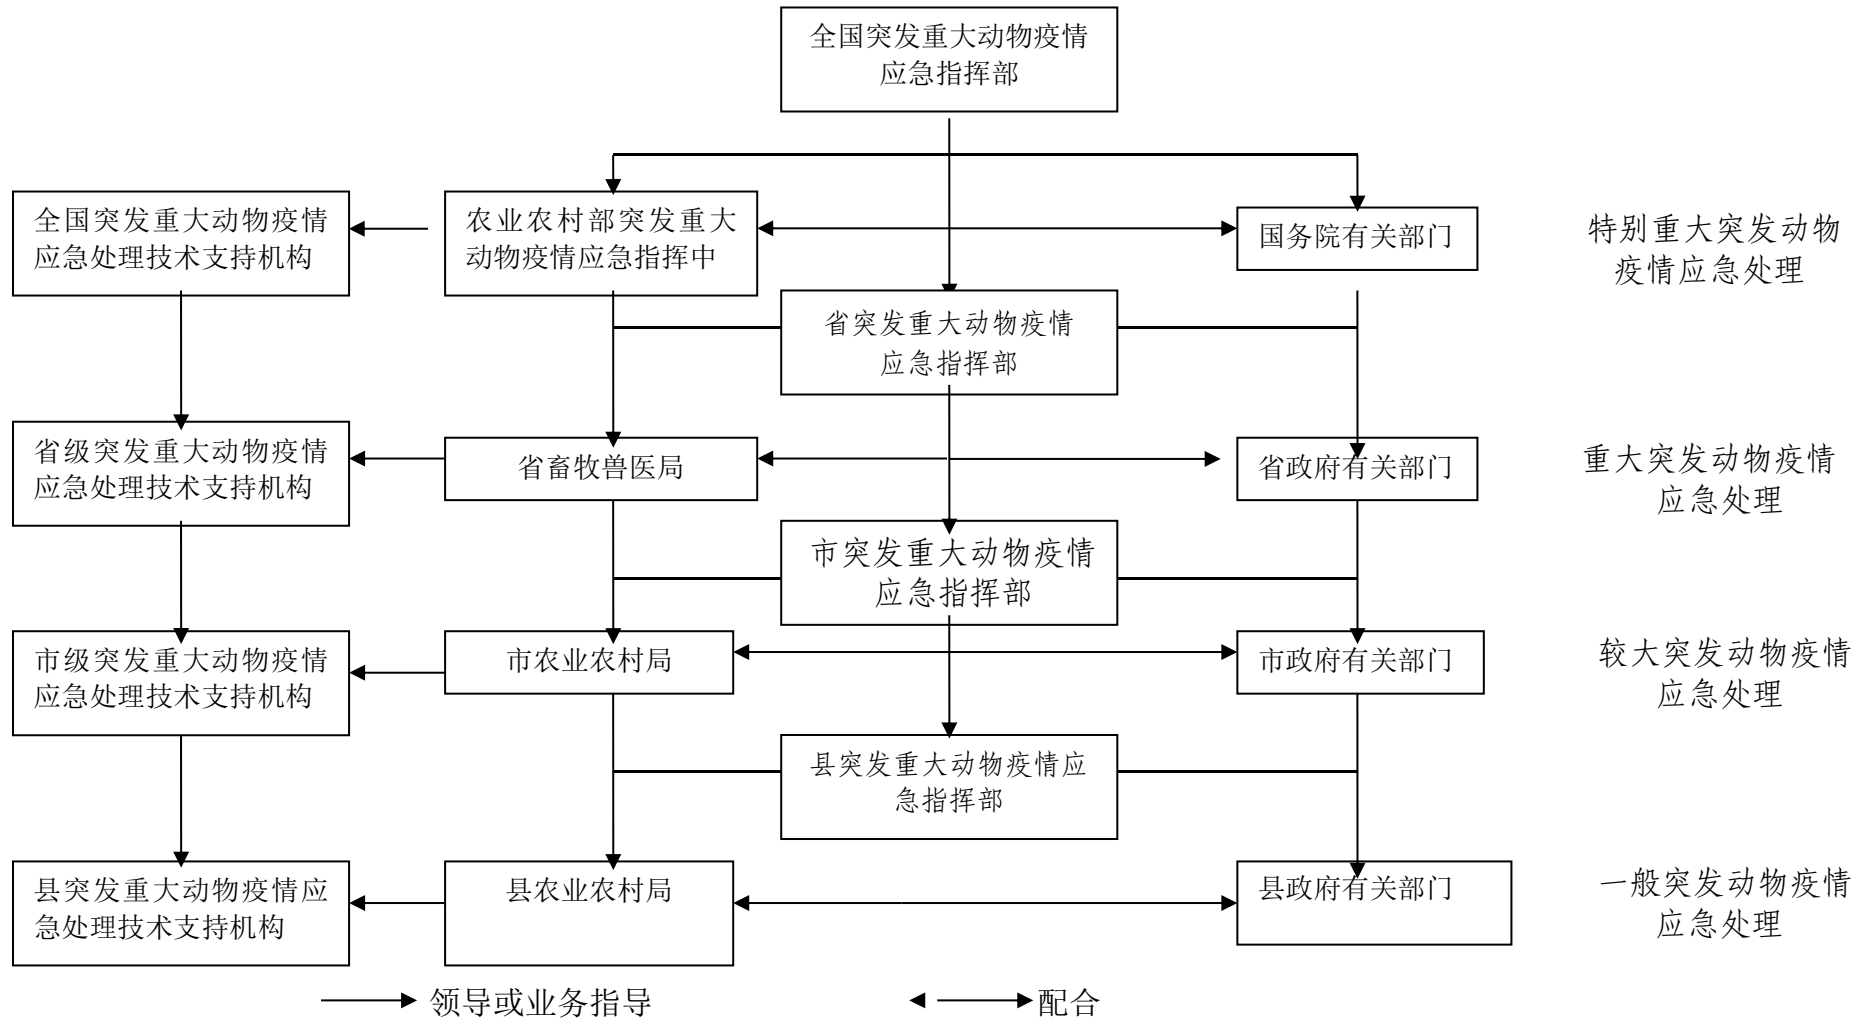 全国突发重大动物疫情
应急指挥部
全国突发重大动物疫情
应急处理技术支持机构
农业农村部突发重大
动物疫情应急指挥中
国务院有关部门
特别重大突发动物
疫情应急处理
省突发重大动物疫情
应急指挥部
省级突发重大动物疫情
应急处理技术支持机构
省畜牧兽医局
省政府有关部门
重大突发动物疫情
应急处理
市突发重大动物疫情
应急指挥部
市级突发重大动物疫情
应急处理技术支持机构
市农业农村局
市政府有关部门
较大突发动物疫情
应急处理
县突发重大动物疫情应
急指挥部
县突发重大动物疫情应
急处理技术支持机构
县农业农村局
县政府有关部门
一般突发动物疫情
应急处理
领导或业务指导
配合